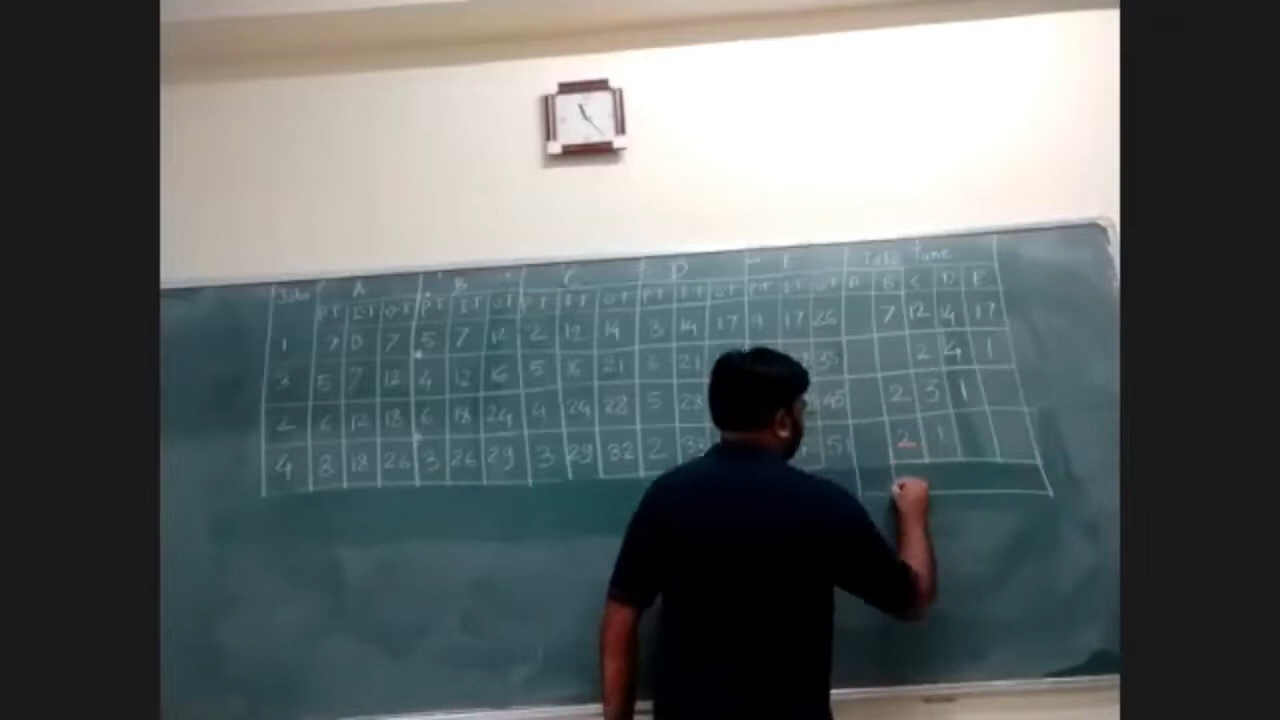 Jobs A B C D E Idle Time
PT IT OT PT IT OT PT IT OT PT IT OT PT IT OT A B C D E
1 7 0 7 5 7 12 2 12 14 3 14 17 9 17 26 7 12 14 17
3 5 7 12 4 12 16 5 16 21 6 21 2 4 1
2 6 12 18 6 18 24 4 24 28 5 28 45 2 3 1
4 8 18 26 3 26 29 3 29 32 2 51 2 1